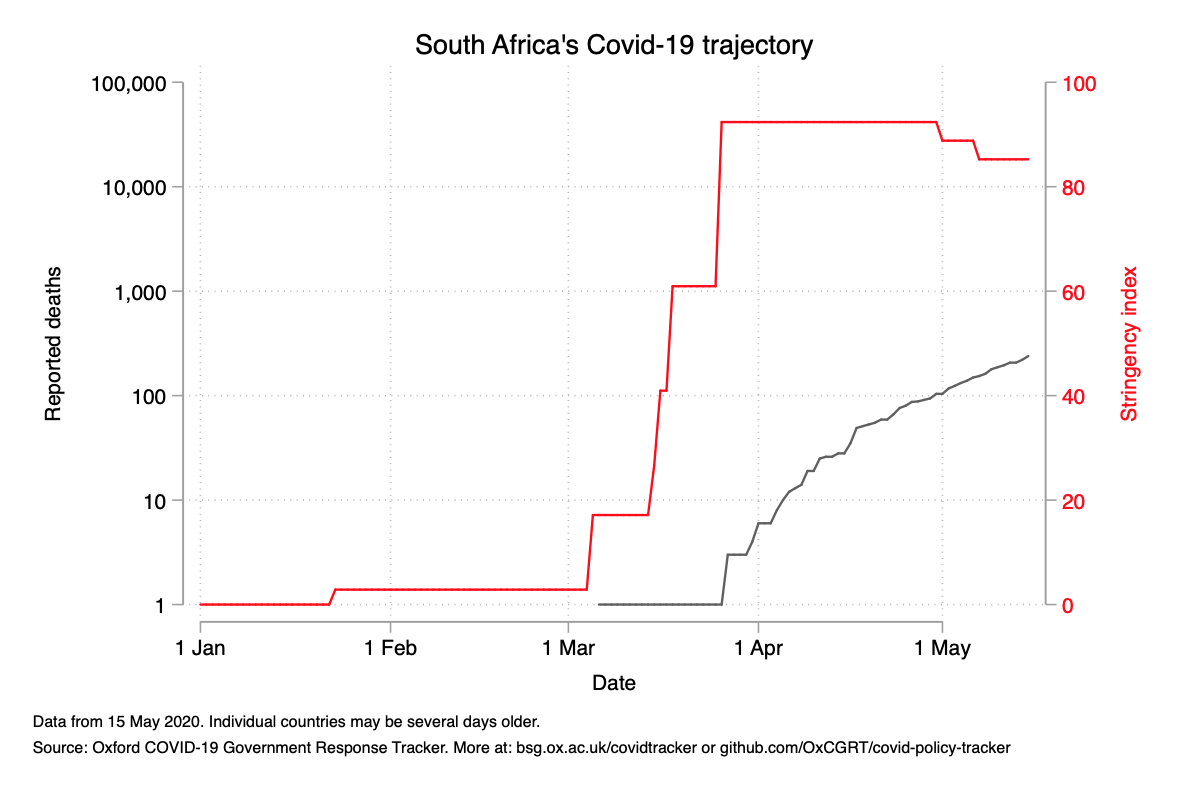 South Africa's Covid-19 trajectory
100,000
10,000
1,000
100
10
1
Reported deaths
100
80
60
40
20
0
Stringency index
1 Jan
1 Feb
1 Mar
1 Apr
1 May
Date
Data from 15 May 2020. Individual countries may be several days older.
Source: Oxford COVID-19 Government Response Tracker. More at: bsg.ox.ac.uk/covidtracker or github.com/OxCGRT/covid-policy-tracker